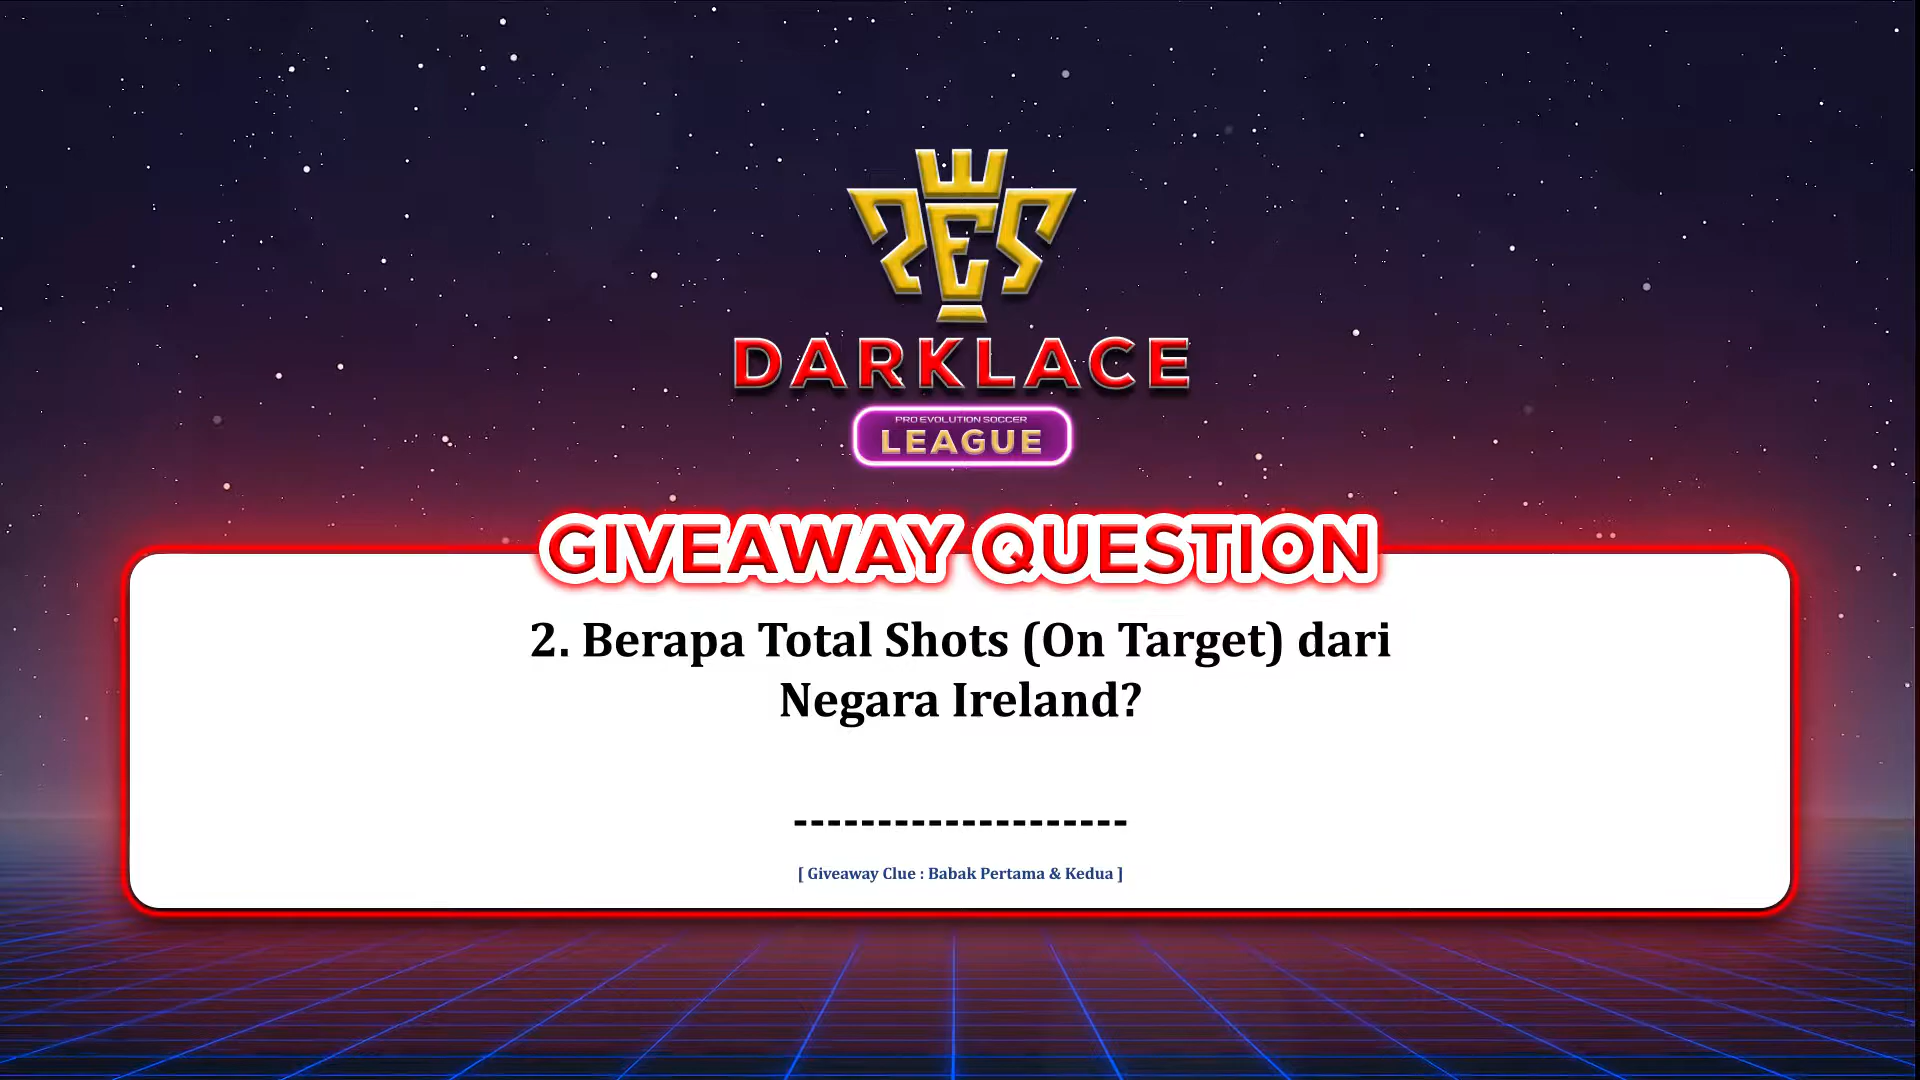 PES
DARKLACE
PRO EVOLUTION SOCCER
LEAGUE
GIVEAWAY QUESTION
2. Berapa Total Shots (On Target) dari
Negara Ireland?
--------------------
[ Giveaway Clue : Babak Pertama & Kedua ]